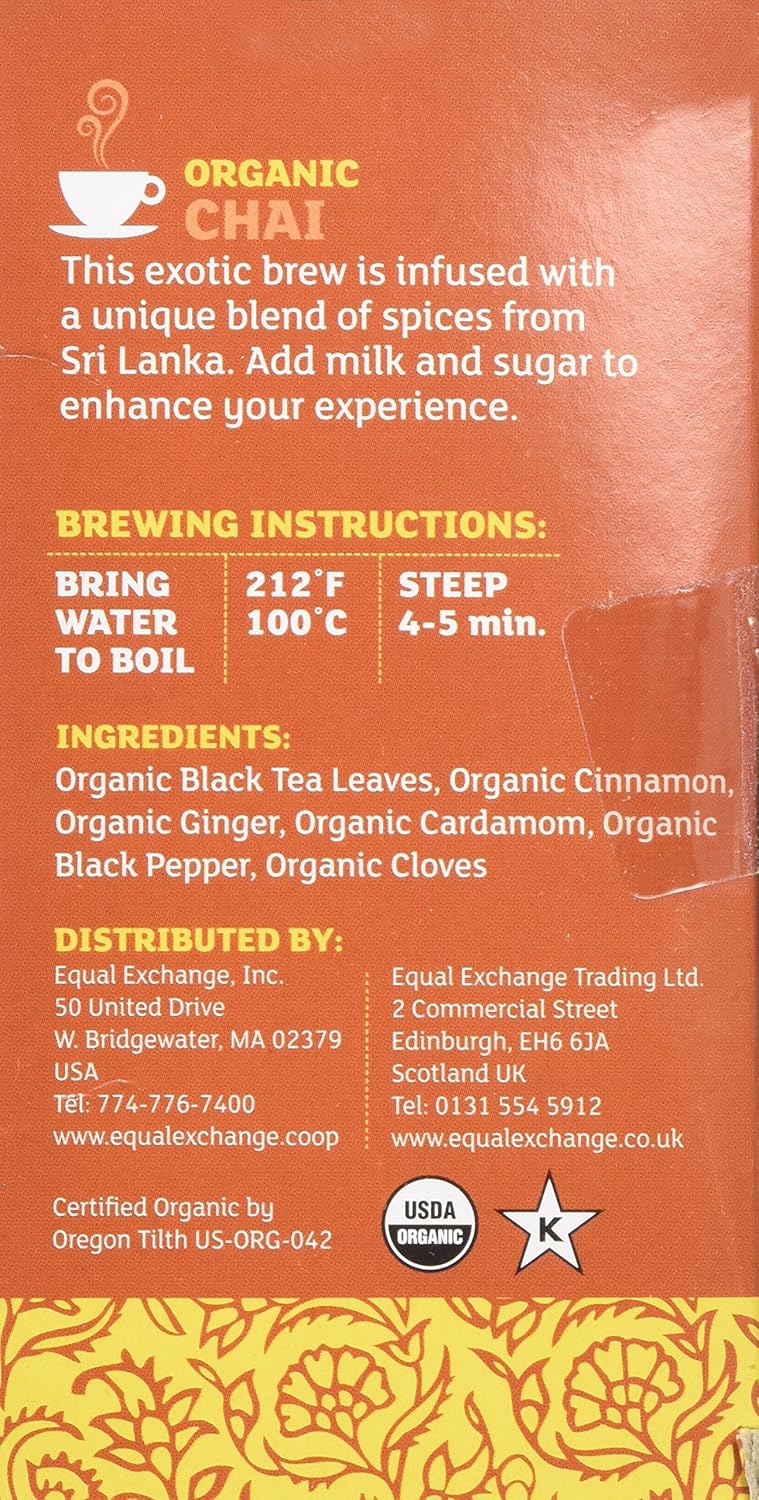 ORGANIC
CHAI
This exotic brew is infused with
a unique blend of spices from
Sri Lanka. Add milk and sugar to
enhance your experience.
BREWING INSTRUCTIONS:
BRING
WATER
TO BOIL
212°F
100°C
STEEP
4-5 min.
INGREDIENTS:
Organic Black Tea Leaves, Organic Cinnamon,
Organic Ginger, Organic Cardamom, Organic
Black Pepper, Organic Cloves
DISTRIBUTED BY:
Equal Exchange, Inc.
50 United Drive
W. Bridgewater, MA 02379
USA
Tel: 774-776-7400
www.equalexchange.coop
Equal Exchange Trading Ltd.
2 Commercial Street
Edinburgh, EH6 6JA
Scotland UK
Tel: 0131 554 5912
www.equalexchange.co.uk
Certified Organic by
Oregon Tilth US-ORG-042
USDA
ORGANIC
K